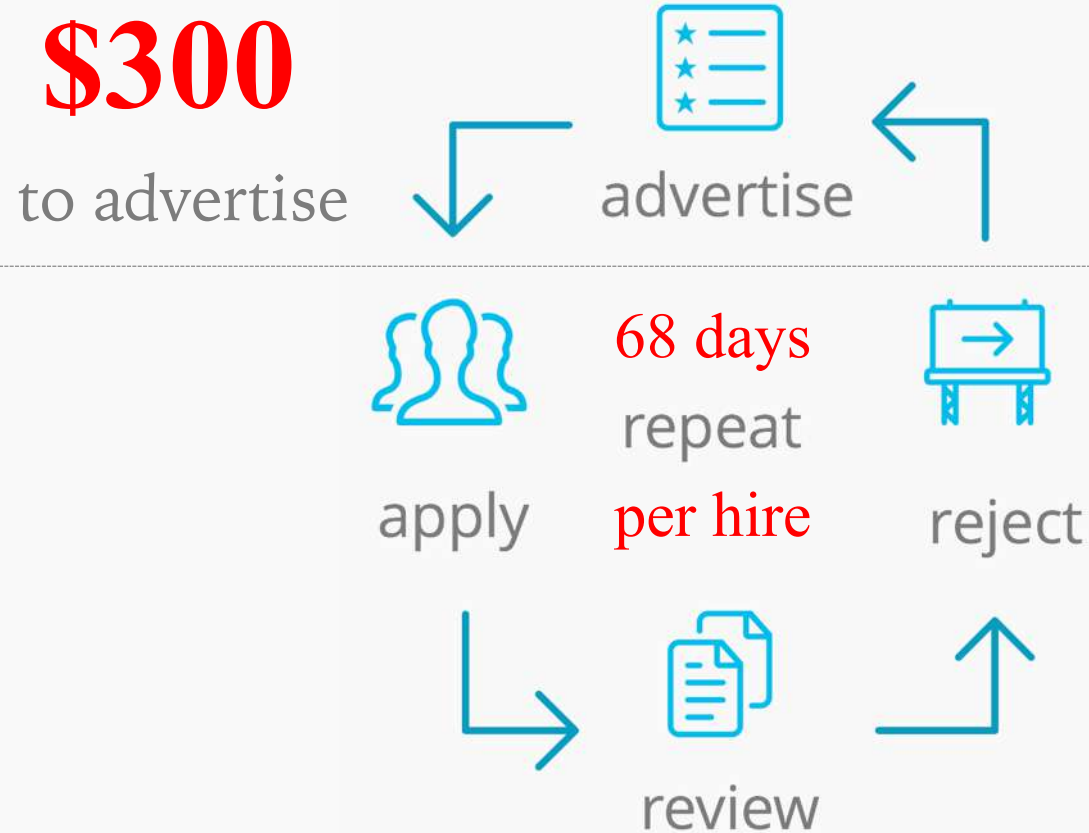 $300
to advertise
advertise
68 days
repeat
per hire
apply
reject
review